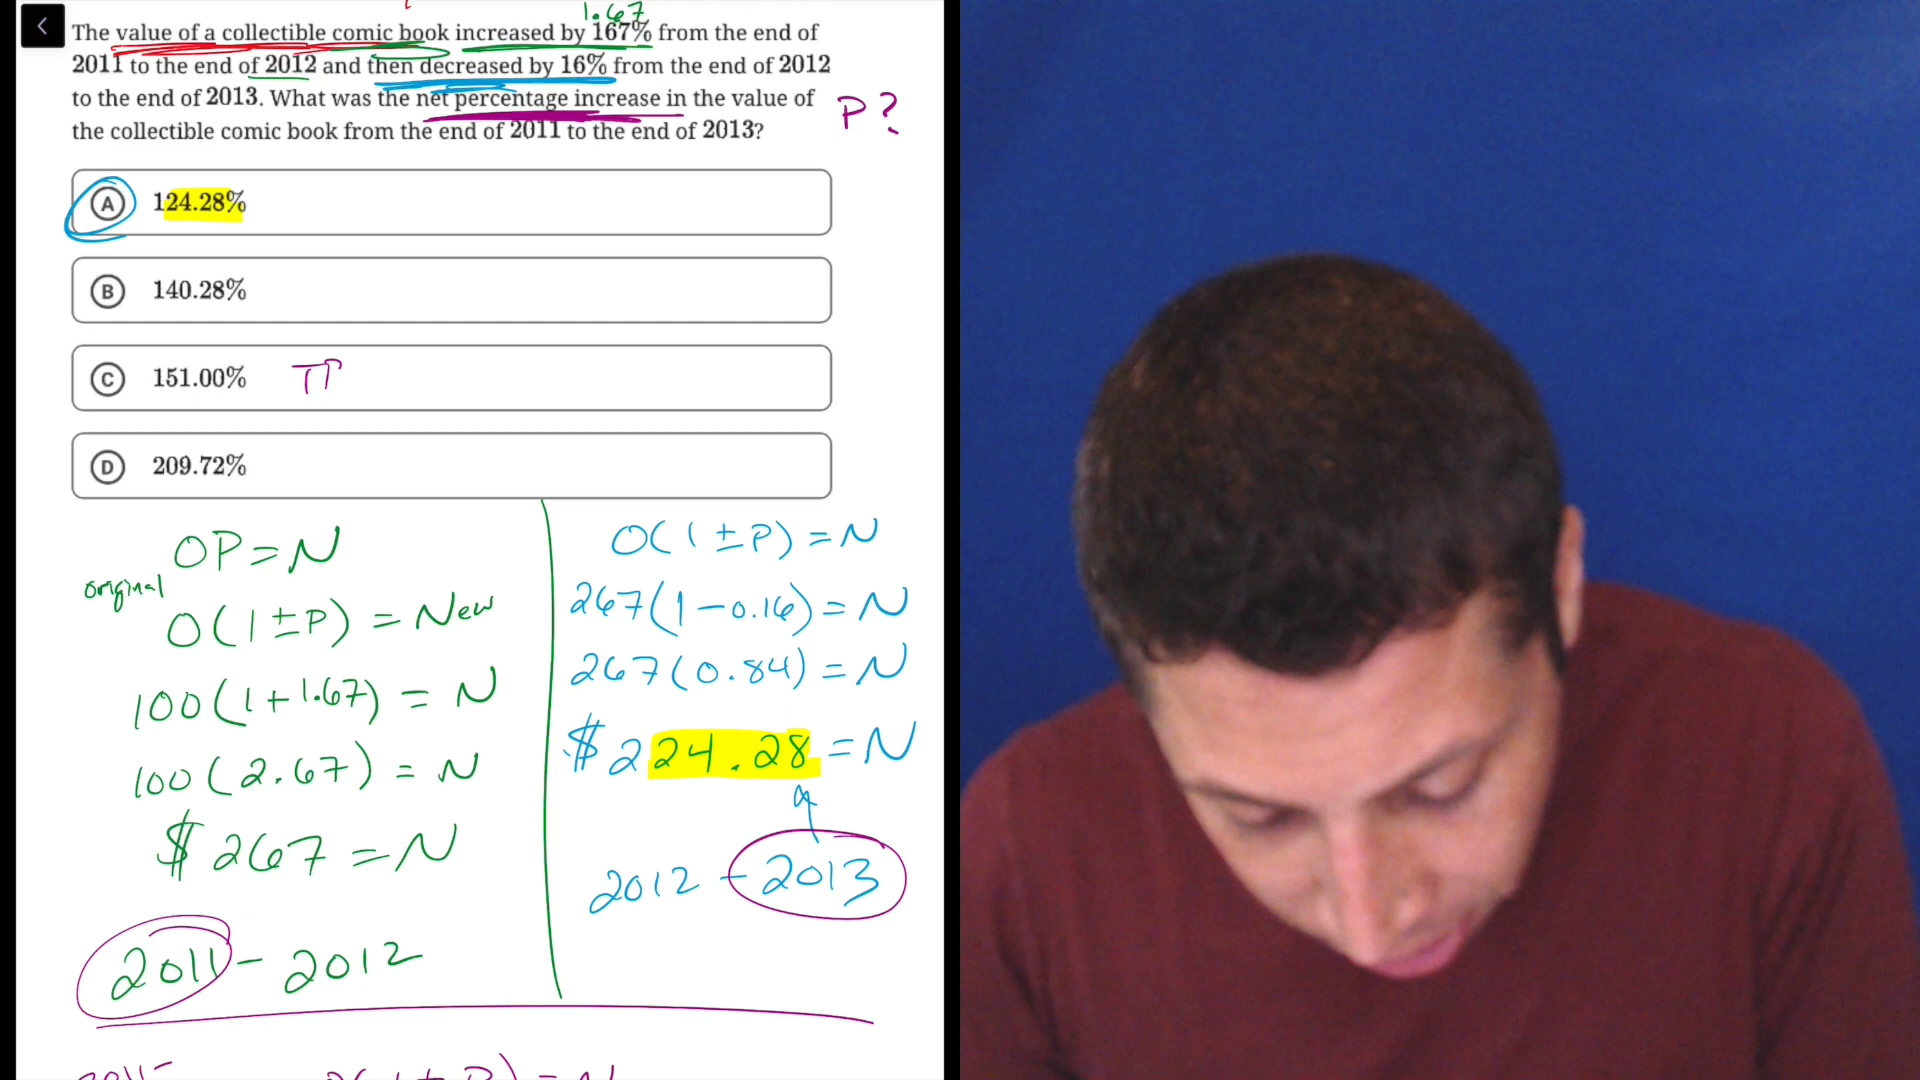 1.67
The value of a collectible comic book increased by 167% from the end of
2011 to the end of 2012 and then decreased by 16% from the end of 2012
to the end of 2013. What was the net percentage increase in the value of
the collectible comic book from the end of 2011 to the end of 2013?
P?
A 124.28%
B 140.28%
C 151.00%
D 209.72%
OP = N
original
O(1 ± P) = New
100(1+1.67) = N
100(2.67) = N
$267 = N
2011 - 2012
O(1 ± P) = N
267(1-0.16) = N
267(0.84) = N
$224.28 = N
2012 - 2013